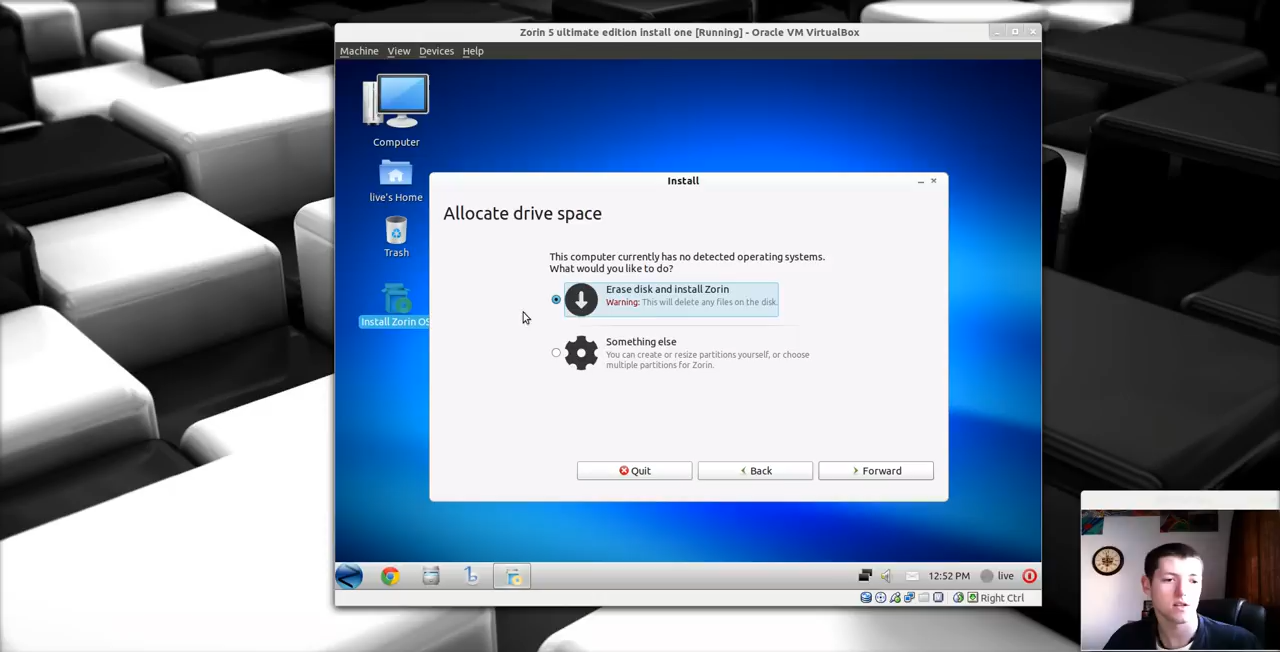 Zorin 5 ultimate edition install one [Running] - Oracle VM VirtualBox
Machine View Devices Help
Computer
live's Home
Trash
Install Zorin OS
Install
Allocate drive space
This computer currently has no detected operating systems.
What would you like to do?
Erase disk and install Zorin
Warning: This will delete any files on the disk.
Something else
You can create or resize partitions yourself, or choose
multiple partitions for Zorin.
Quit
Back
Forward
12:52 PM
live
Right Ctrl